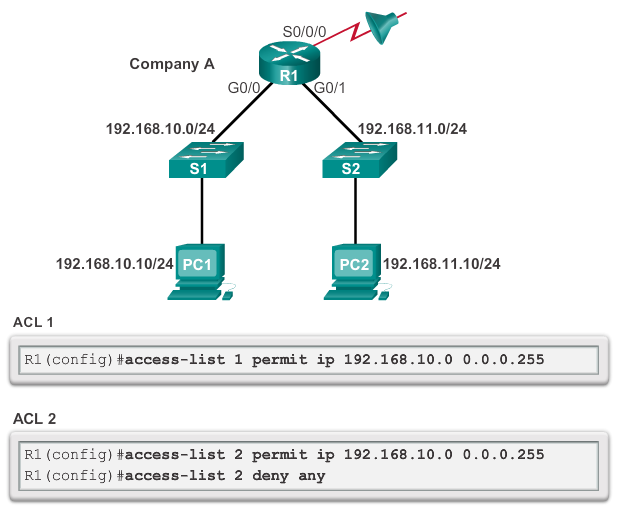 S0/0/0
Company A
R1
G0/0 G0/1
192.168.10.0/24 192.168.11.0/24
S1 S2
192.168.10.10/24 PC1 PC2 192.168.11.10/24
ACL 1
R1(config)#access-list 1 permit ip 192.168.10.0 0.0.0.255
ACL 2
R1(config)#access-list 2 permit ip 192.168.10.0 0.0.0.255
R1(config)#access-list 2 deny any